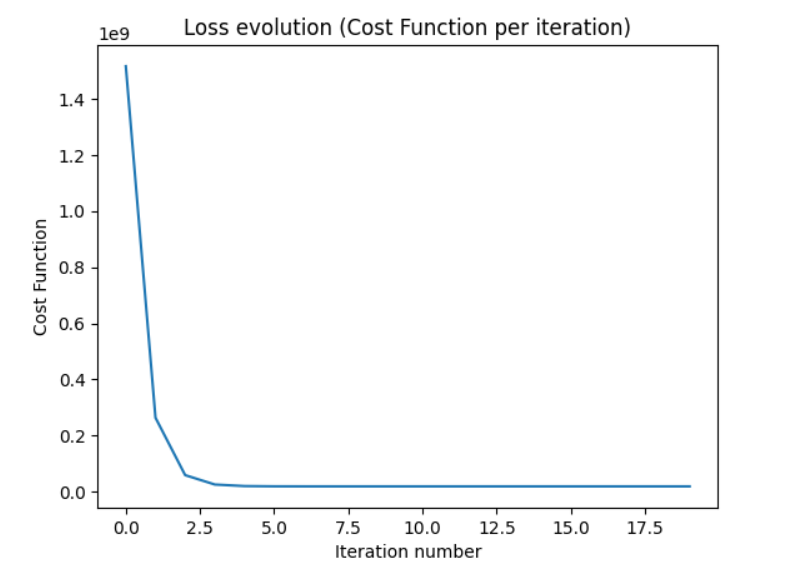 Loss evolution (Cost Function per iteration)
1e9
1.4
1.2
1.0
0.8
0.6
0.4
0.2
0.0
Cost Function
0.0 2.5 5.0 7.5 10.0 12.5 15.0 17.5
Iteration number